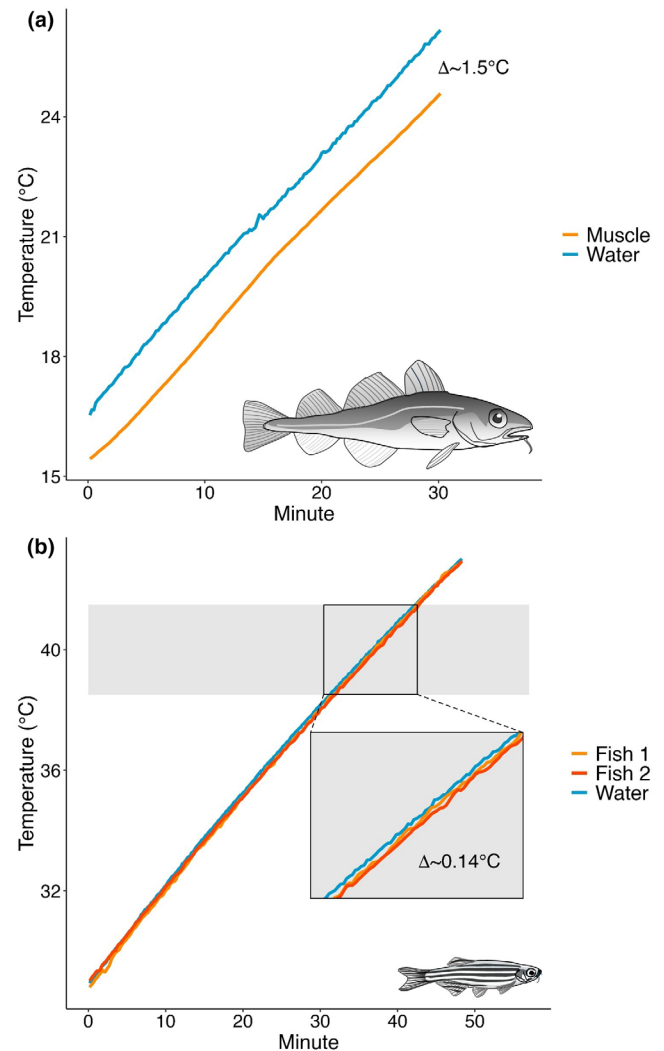 (a)
Δ~1.5°C
24
21
18
15
Temperature (°C)
0 10 20 30
Minute
Muscle
Water
(b)
40
36
32
Temperature (°C)
Δ~0.14°C
0 10 20 30 40 50
Minute
Fish 1
Fish 2
Water